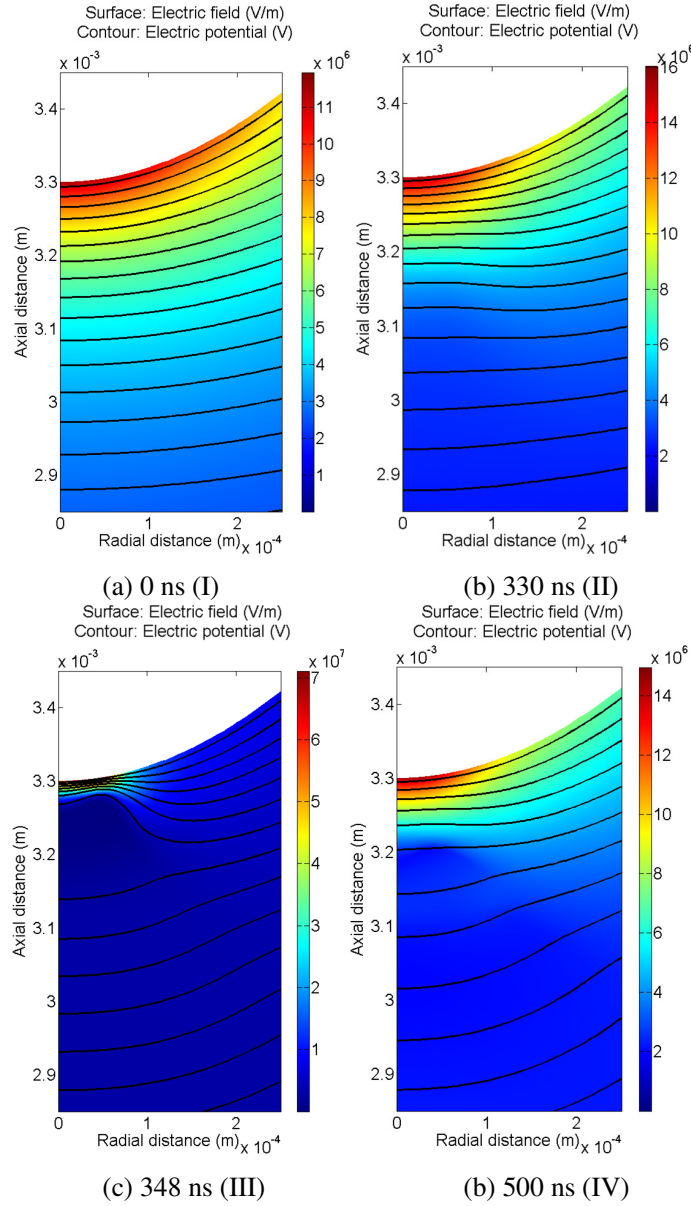 Surface: Electric field (V/m)
Contour: Electric potential (V)
x 10⁻³
x 10⁶
3.4
3.3
3.2
3.1
3
2.9
Axial distance (m)
0
1
2
Radial distance (m)
x 10⁻⁴
11
10
9
8
7
6
5
4
3
2
1
(a) 0 ns (I)
Surface: Electric field (V/m)
Contour: Electric potential (V)
x 10⁻³
x 10⁶
3.4
3.3
3.2
3.1
3
2.9
Axial distance (m)
0
1
2
Radial distance (m)
x 10⁻⁴
16
14
12
10
8
6
4
2
(b) 330 ns (II)
Surface: Electric field (V/m)
Contour: Electric potential (V)
x 10⁻³
x 10⁷
3.4
3.3
3.2
3.1
3
2.9
Axial distance (m)
0
1
2
Radial distance (m)
x 10⁻⁴
7
6
5
4
3
2
1
(c) 348 ns (III)
Surface: Electric field (V/m)
Contour: Electric potential (V)
x 10⁻³
x 10⁶
3.4
3.3
3.2
3.1
3
2.9
Axial distance (m)
0
1
2
Radial distance (m)
x 10⁻⁴
14
12
10
8
6
4
2
(b) 500 ns (IV)